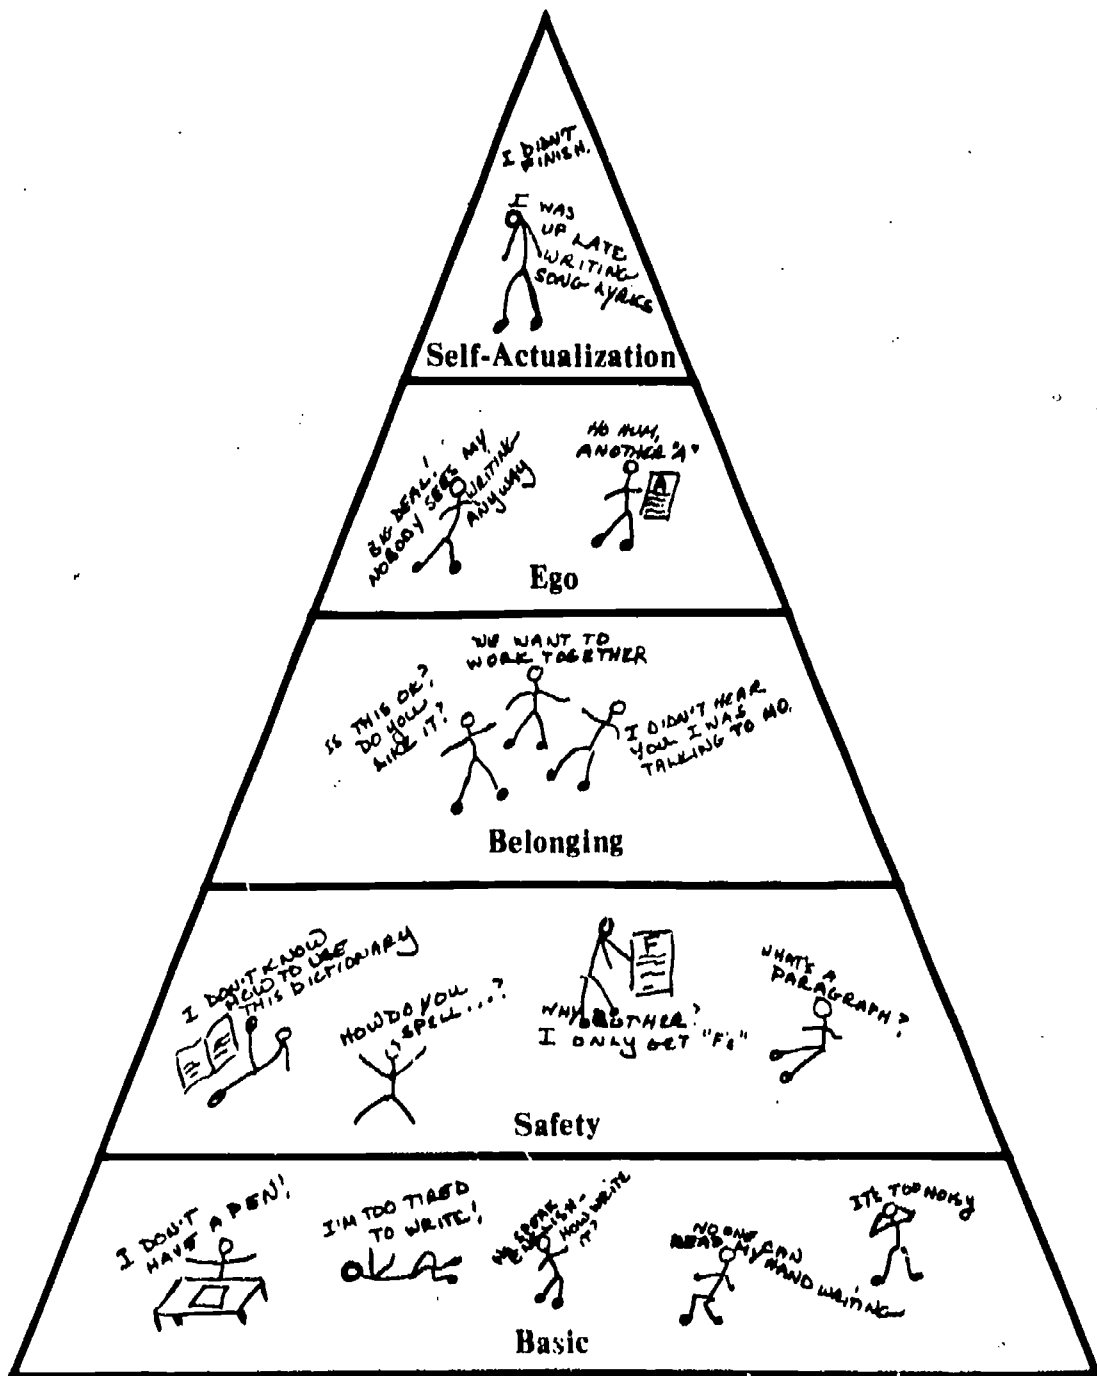 I DIDN'T
FINISH.
I WAS
UP LATE
WRITING
SONG LYRICS
Self-Actualization
BIG DEAL!
NOBODY SEES MY
WRITING
ANYWAY
HO HUM,
ANOTHER "A"
A
Ego
WE WANT TO
WORK TOGETHER
IS THIS OK?
DO YOU
LIKE IT?
I DIDN'T HEAR
YOU I WAS
TALKING TO MO.
Belonging
I DON'T KNOW
HOW TO USE
THIS DICTIONARY
HOW DO YOU
SPELL...?
F
WHY BOTHER?
I ONLY GET "F's"
WHAT'S A
PARAGRAPH?
Safety
I DON'T
HAVE A PEN!
I'M TOO TIRED
TO WRITE!
SPEAK
ENGLISH-
HOW WRITE
IT?
NO ONE CAN
READ MY HANDWRITING
IT'S TOO NOISY
Basic